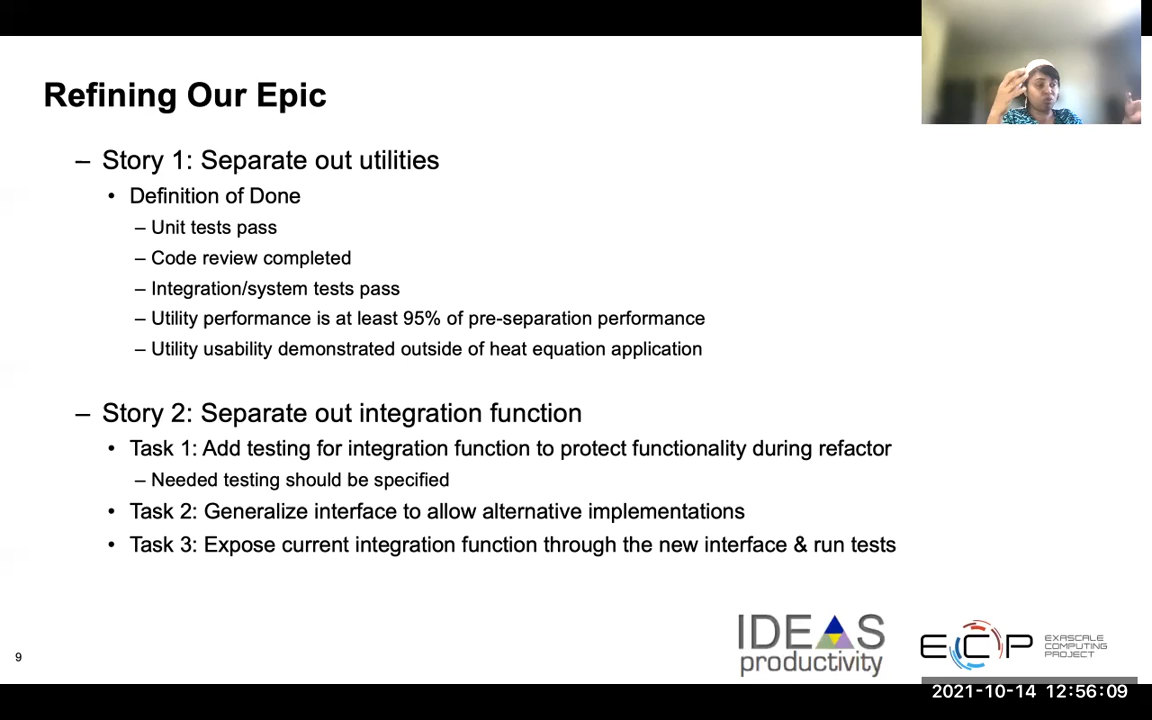 Refining Our Epic
– Story 1: Separate out utilities
• Definition of Done
– Unit tests pass
– Code review completed
– Integration/system tests pass
– Utility performance is at least 95% of pre-separation performance
– Utility usability demonstrated outside of heat equation application
– Story 2: Separate out integration function
• Task 1: Add testing for integration function to protect functionality during refactor
– Needed testing should be specified
• Task 2: Generalize interface to allow alternative implementations
• Task 3: Expose current integration function through the new interface & run tests
9
IDEAS
productivity
ECP
EXASCALE
COMPUTING
PROJECT
2021-10-14 12:56:09